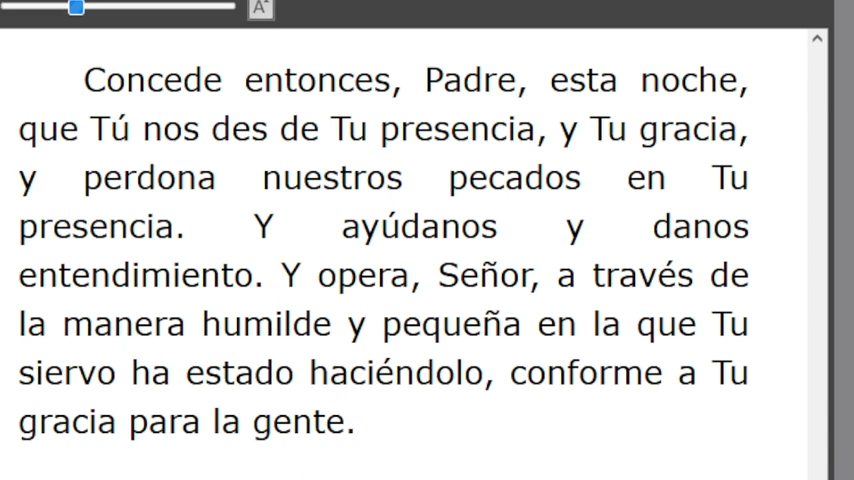 A
Concede entonces, Padre, esta noche,
que Tú nos des de Tu presencia, y Tu gracia,
y perdona nuestros pecados en Tu
presencia. Y ayúdanos y danos
entendimiento. Y opera, Señor, a través de
la manera humilde y pequeña en la que Tu
siervo ha estado haciéndolo, conforme a Tu
gracia para la gente.